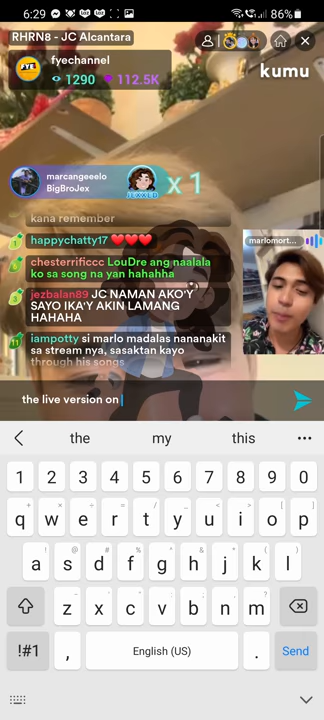 6:29
86%
RHRN8 - JC Alcantara
fyechannel
FYE
1290 112.5K
kumu
marcangeeelo
BigBroJex
x 1
kana remember
happychatty17 ❤️❤️❤️
chesterrificcc LouDre ang naalala
ko sa song na yan hahahha
jezbalan89 JC NAMAN AKO'Y
SAYO IKA'Y AKIN LAMANG
HAHAHA
iampotty si marlo madalas nananakit
sa stream nya, sasaktan kayo
through his songs
marlomort...
the live version on
the my this
1 2 3 4 5 6 7 8 9 0
q w e r t y u i o p
a s d f g h j k l
z x c v b n m
!#1 , English (US) . Send